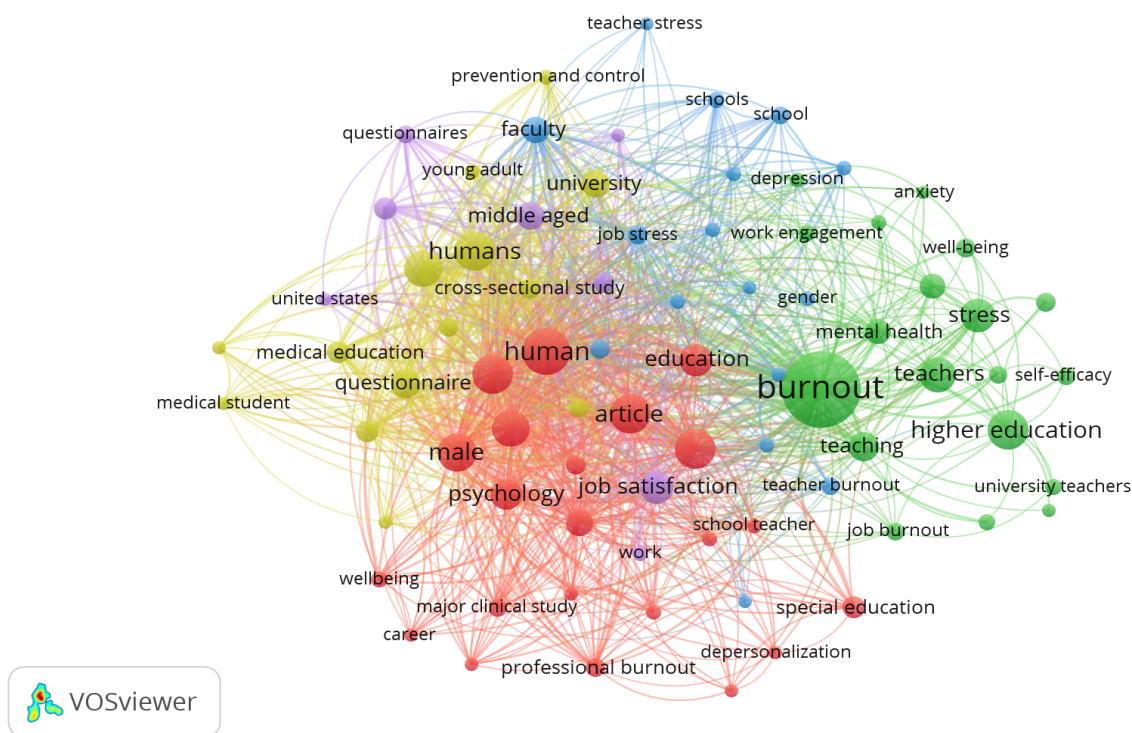 teacher stress
prevention and control
schools
school
questionnaires
faculty
young adult
university
depression
anxiety
middle aged
job stress
work engagement
humans
well-being
cross-sectional study
united states
gender
stress
mental health
medical education
human
education
questionnaire
burnout
teachers
self-efficacy
medical student
article
higher education
male
teaching
psychology
job satisfaction
teacher burnout
university teachers
school teacher
job burnout
work
wellbeing
major clinical study
special education
career
depersonalization
professional burnout
VOSviewer